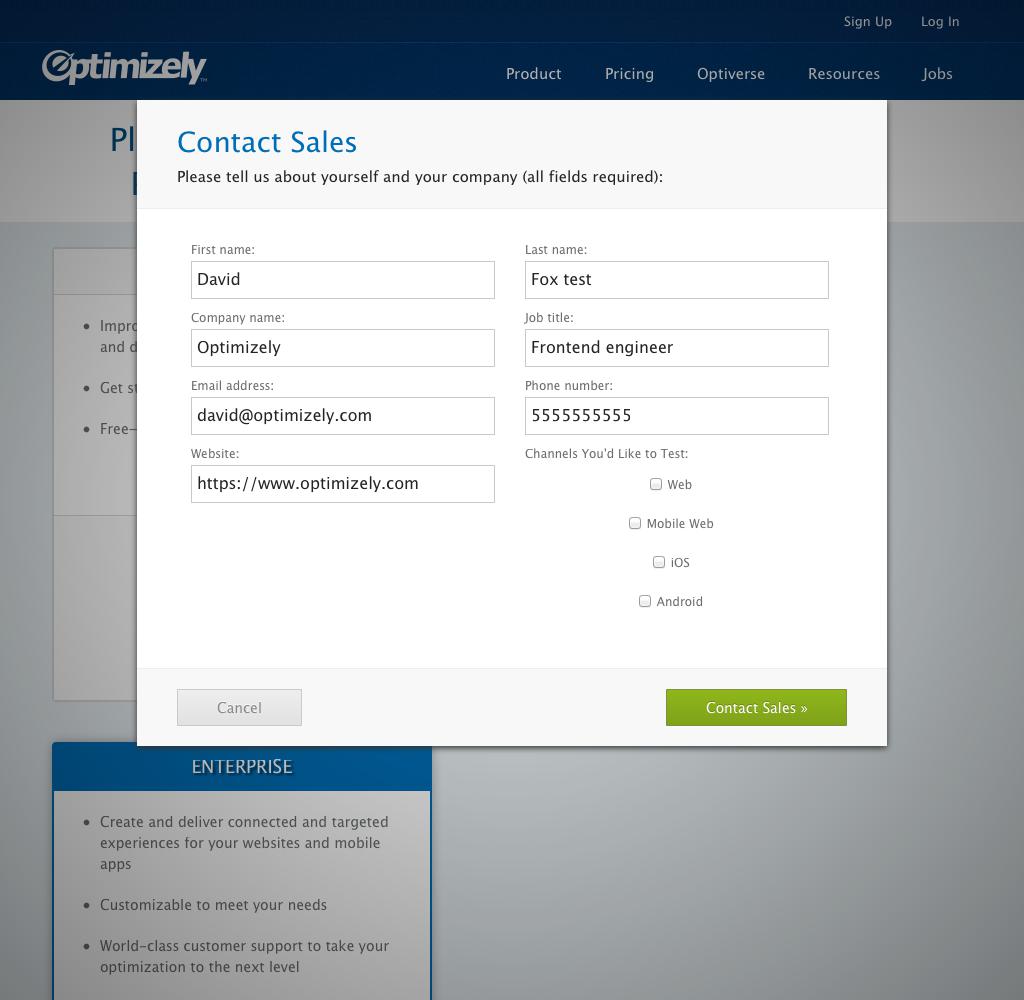 Sign Up Log In
Optimizely™
Product Pricing Optiverse Resources Jobs
Contact Sales
Please tell us about yourself and your company (all fields required):
First name: Last name:
David Fox test
Company name: Job title:
Optimizely Frontend engineer
Email address: Phone number:
david@optimizely.com 5555555555
Website: Channels You'd Like to Test:
https://www.optimizely.com
Web
Mobile Web
iOS
Android
Cancel Contact Sales »
and
Get
ENTERPRISE
• Create and deliver connected and targeted
experiences for your websites and mobile
apps
• Customizable to meet your needs
• World-class customer support to take your
optimization to the next level